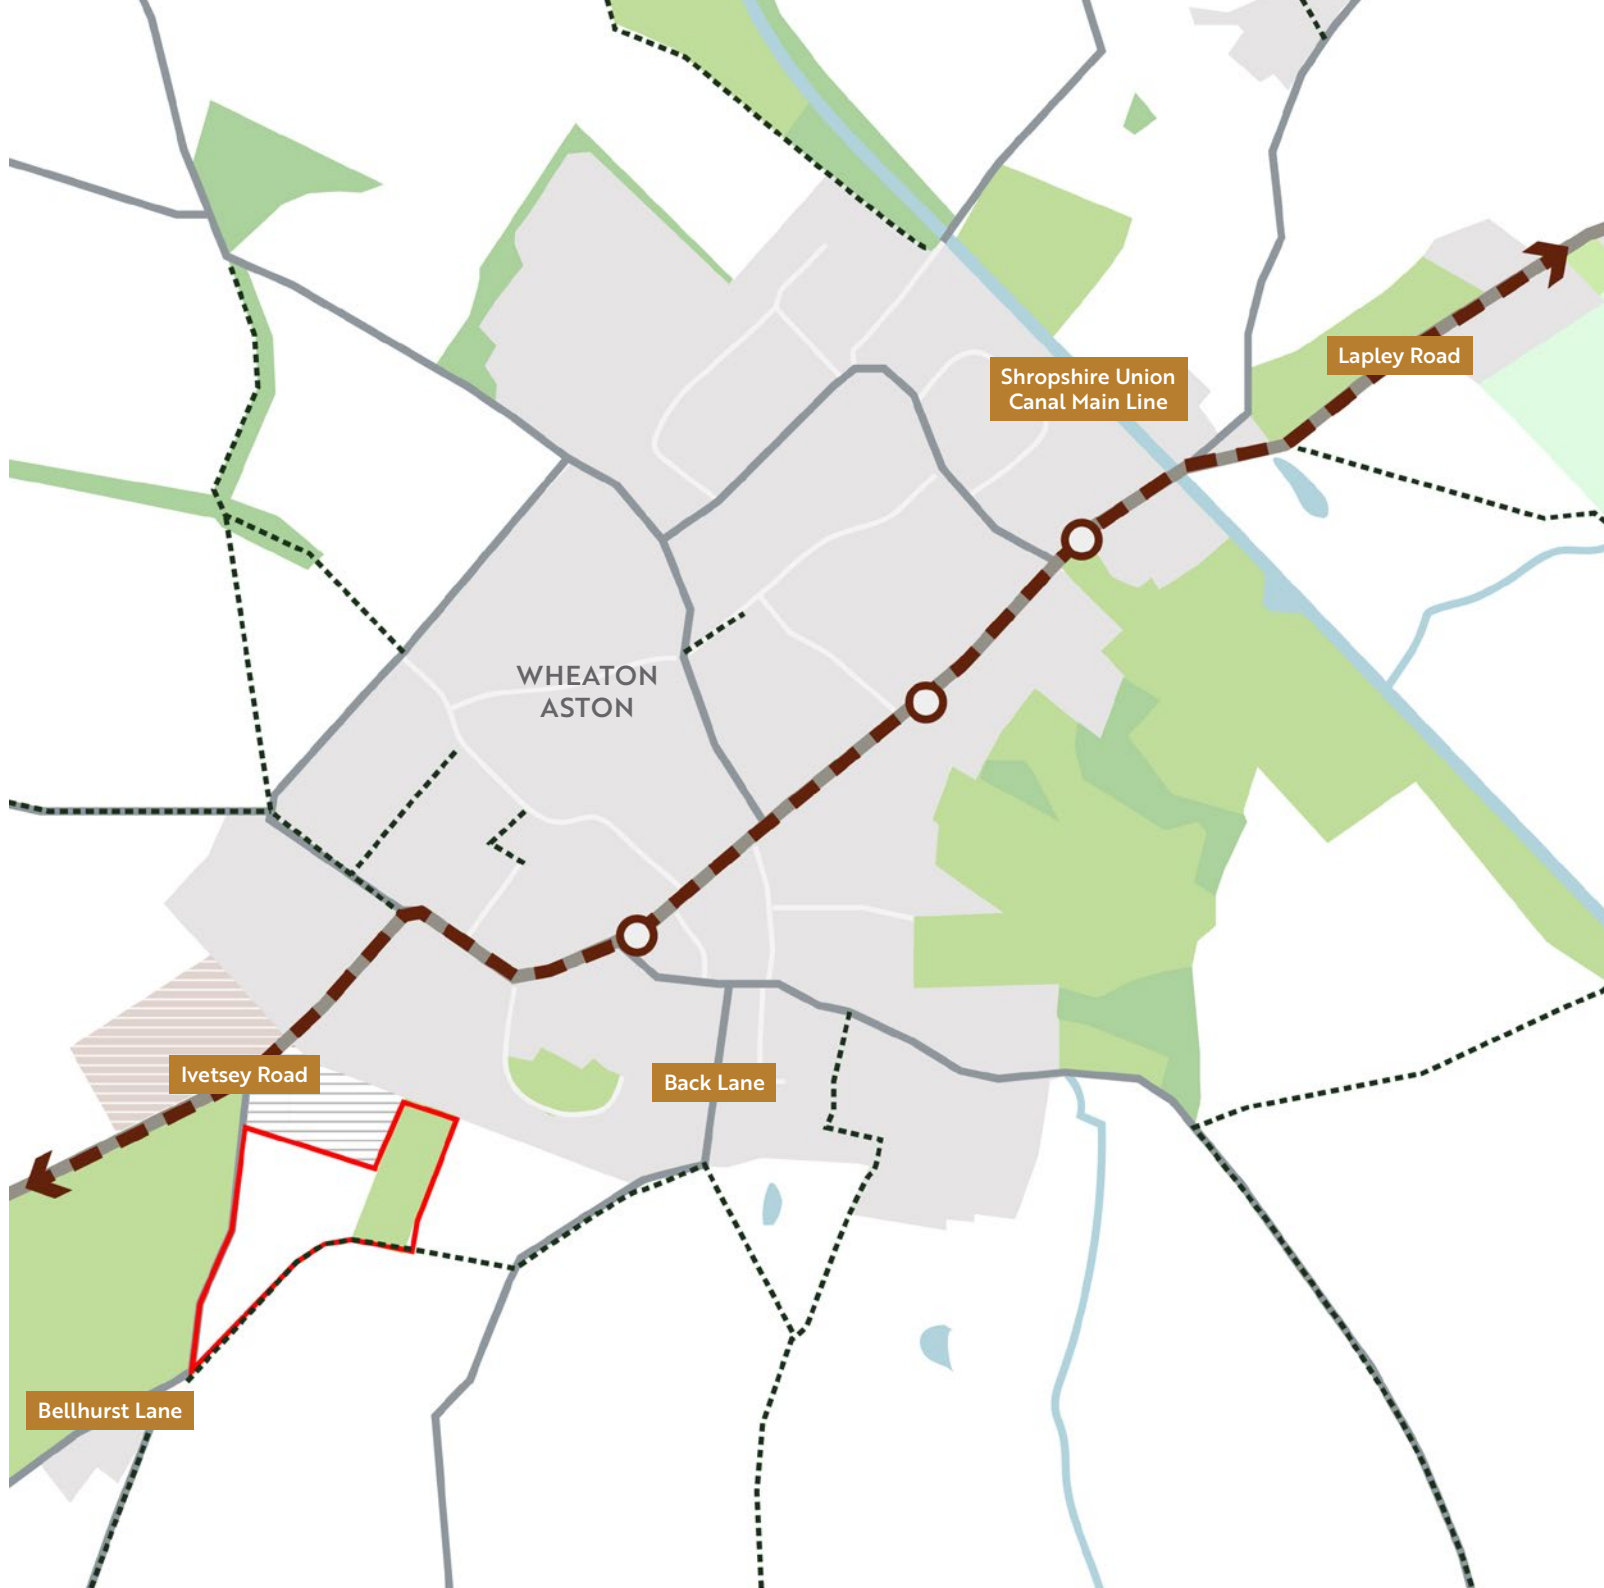 Lapley Road
Shropshire Union
Canal Main Line
WHEATON
ASTON
Ivetsey Road
Back Lane
Bellhurst Lane